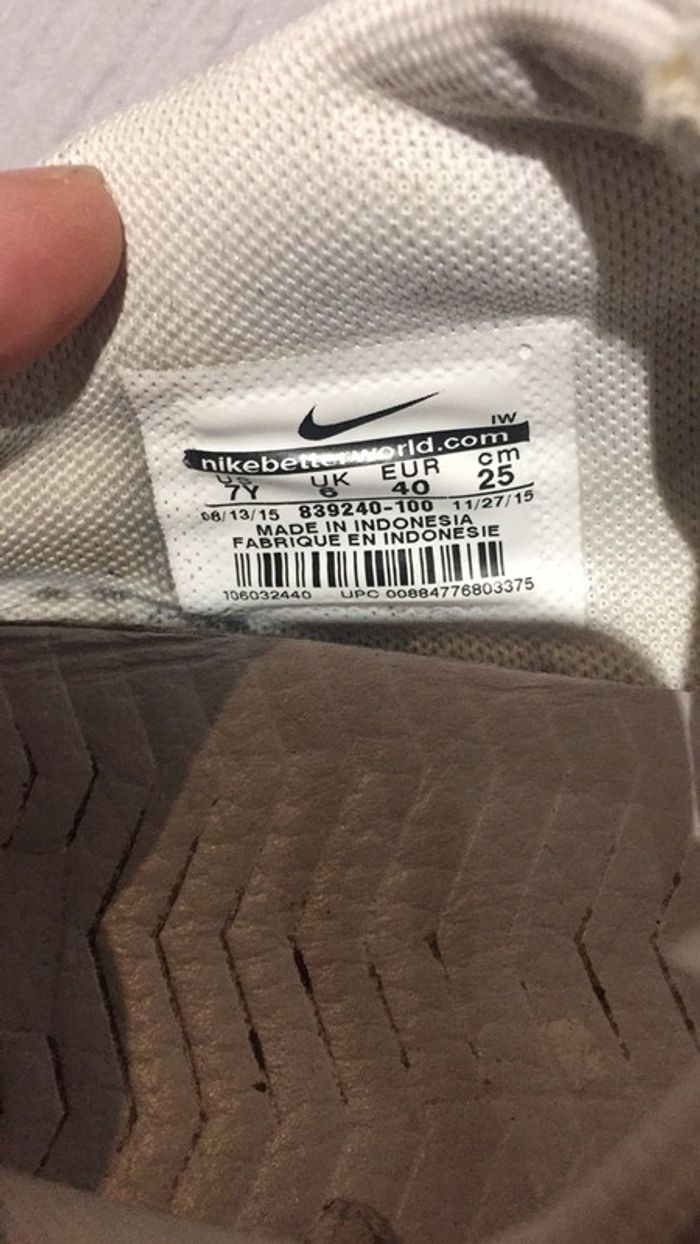 IW
nikebetterworld.com
US UK EUR cm
7Y 6 40 25
08/13/15 839240-100 11/27/15
MADE IN INDONESIA
FABRIQUE EN INDONESIE
106032440 UPC 00884776803375